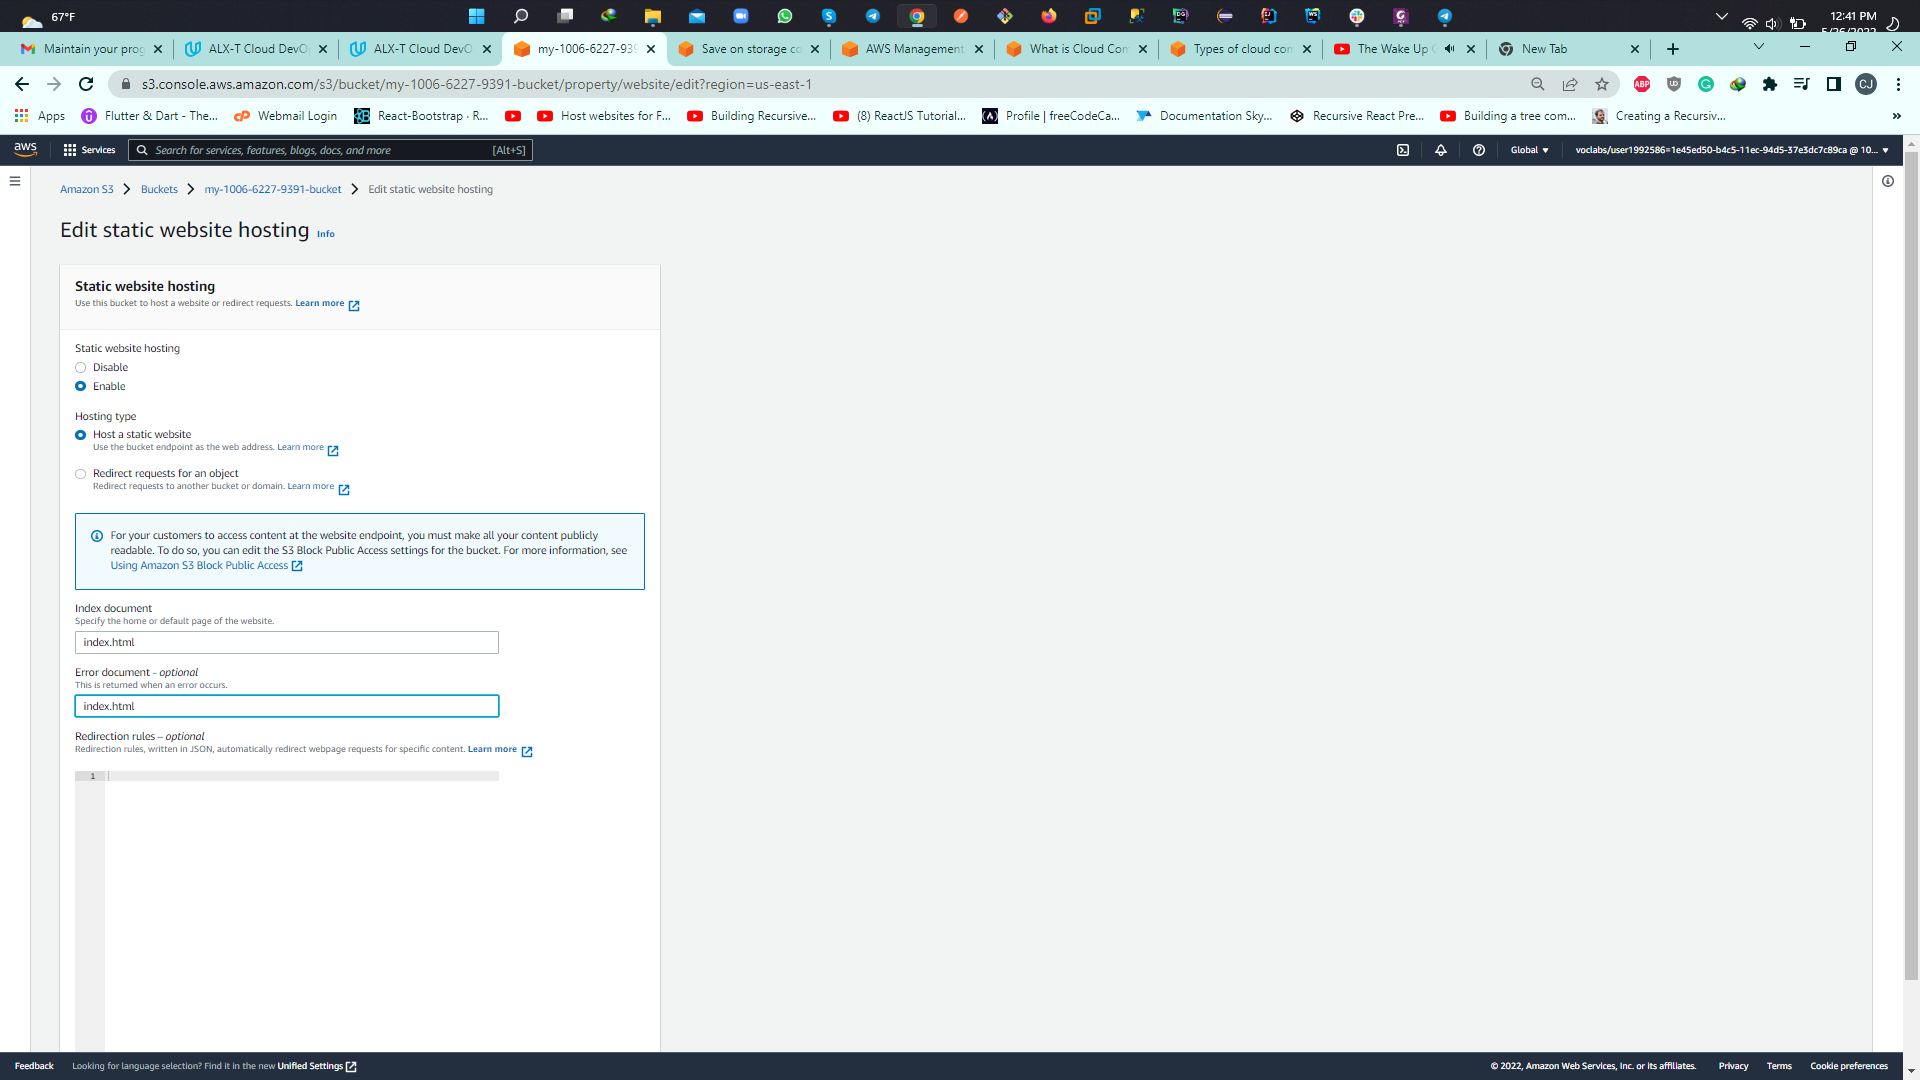 67°F
12:41 PM
5/26/2022
Maintain your prog
ALX-T Cloud DevO
ALX-T Cloud DevO
my-1006-6227-939
Save on storage co
AWS Management
What is Cloud Com
Types of cloud com
The Wake Up
New Tab
s3.console.aws.amazon.com/s3/bucket/my-1006-6227-9391-bucket/property/website/edit?region=us-east-1
ABP
CJ
Apps
Flutter & Dart - The...
Webmail Login
React-Bootstrap · R...
Host websites for F...
Building Recursive...
(8) ReactJS Tutorial...
Profile | freeCodeCa...
Documentation Sky...
Recursive React Pre...
Building a tree com...
Creating a Recursiv...
»
aws
Services
Search for services, features, blogs, docs, and more
[Alt+S]
Global
voclabs/user1992586=1e45ed50-b4c5-11ec-94d5-37e3dc7c89ca @ 10...
Amazon S3 > Buckets > my-1006-6227-9391-bucket > Edit static website hosting
Edit static website hosting Info
Static website hosting
Use this bucket to host a website or redirect requests. Learn more
Static website hosting
Disable
Enable
Hosting type
Host a static website
Use the bucket endpoint as the web address. Learn more
Redirect requests for an object
Redirect requests to another bucket or domain. Learn more
For your customers to access content at the website endpoint, you must make all your content publicly
readable. To do so, you can edit the S3 Block Public Access settings for the bucket. For more information, see
Using Amazon S3 Block Public Access
Index document
Specify the home or default page of the website.
index.html
Error document - optional
This is returned when an error occurs.
index.html
Redirection rules – optional
Redirection rules, written in JSON, automatically redirect webpage requests for specific content. Learn more
1
Feedback
Looking for language selection? Find it in the new Unified Settings
© 2022, Amazon Web Services, Inc. or its affiliates.
Privacy
Terms
Cookie preferences